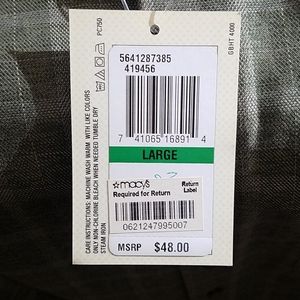 5641287385
419456
7 41065 16891 4
LARGE
★macy's
Required for Return
Return
Label
0621247995007
MSRP $48.00
CARE INSTRUCTIONS: MACHINE WASH WARM WITH LIKE COLORS
ONLY NON-CHLORINE BLEACH WHEN NEEDED TUMBLE DRY
STEAM IRON
PC750
GBHT 4000